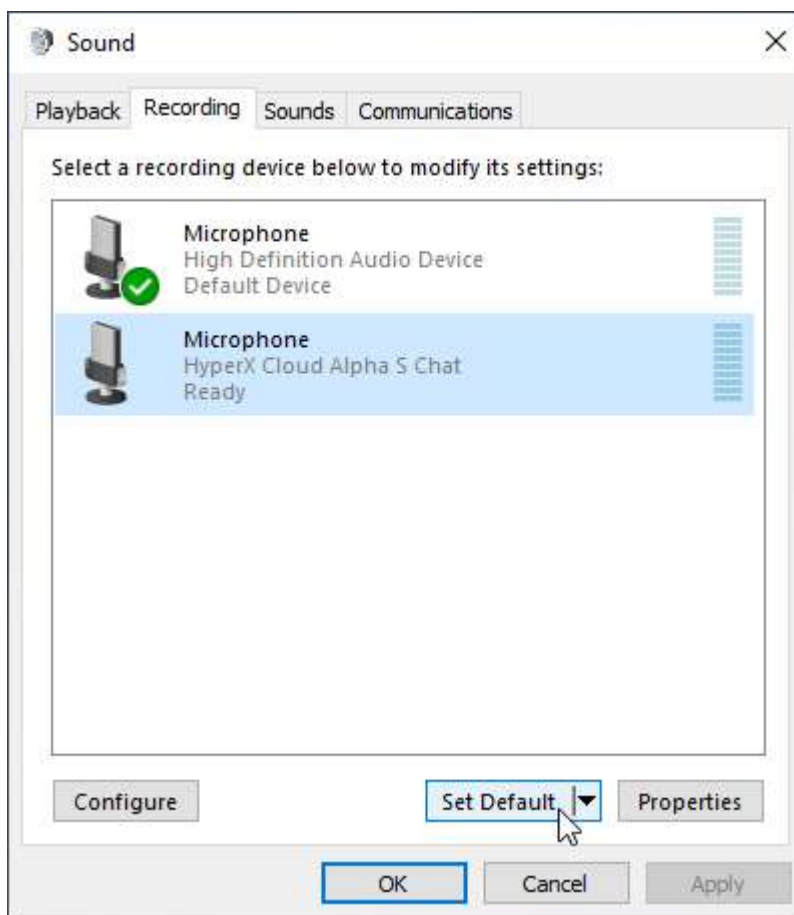 Sound
Playback Recording Sounds Communications
Select a recording device below to modify its settings:
Microphone
High Definition Audio Device
Default Device
Microphone
HyperX Cloud Alpha S Chat
Ready
Configure Set Default Properties
OK Cancel Apply